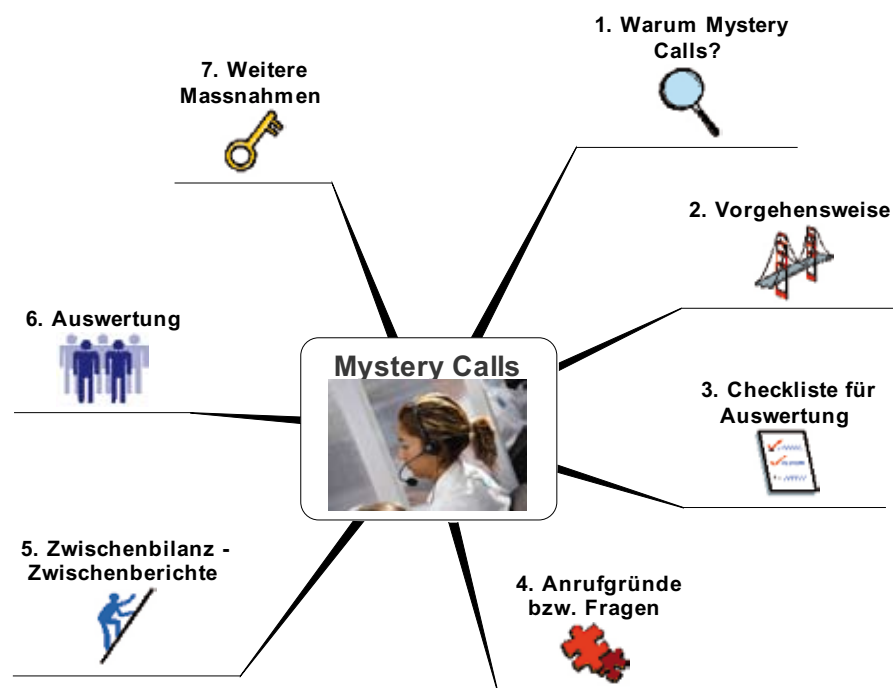 1. Warum Mystery
Calls?
7. Weitere
Massnahmen
2. Vorgehensweise
6. Auswertung
Mystery Calls
3. Checkliste für
Auswertung
5. Zwischenbilanz -
Zwischenberichte
4. Anrufgründe
bzw. Fragen